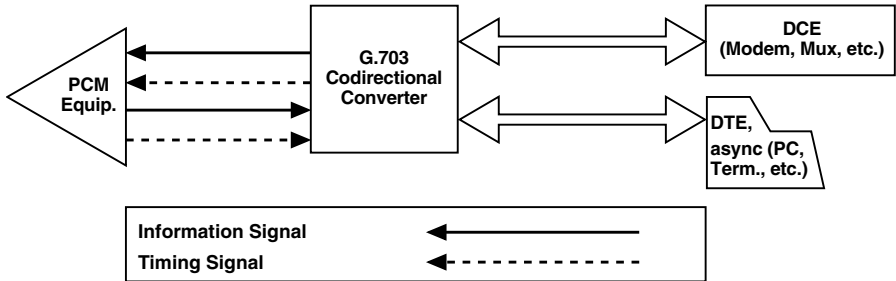 PCM
Equip.
G.703
Codirectional
Converter
DCE
(Modem, Mux, etc.)
DTE,
async (PC,
Term., etc.)
Information Signal
Timing Signal